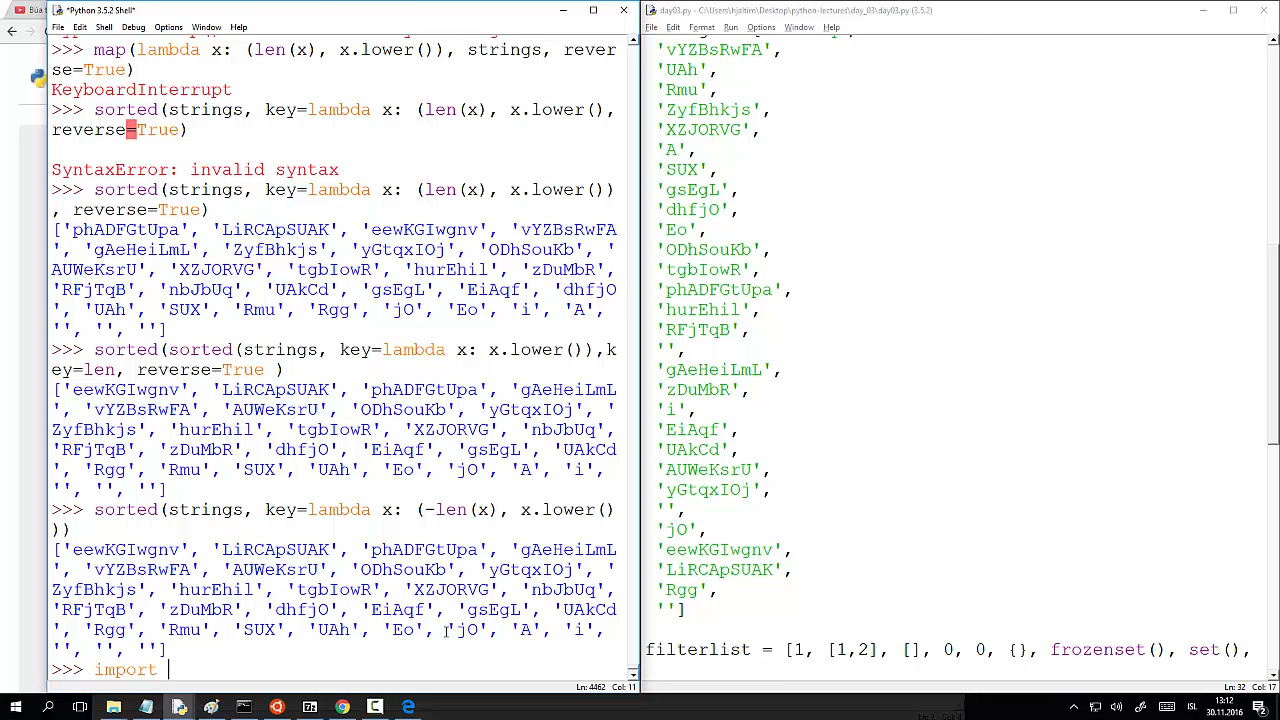 Búa t
*Python 3.5.2 Shell*
File Edit Shell Debug Options Window Help
>>> map(lambda x: (len(x), x.lower()), strings, rever
se=True)
KeyboardInterrupt
>>> sorted(strings, key=lambda x: (len(x), x.lower(),
reverse=True)
SyntaxError: invalid syntax
>>> sorted(strings, key=lambda x: (len(x), x.lower())
, reverse=True)
['phADFGtUpa', 'LiRCApSUAK', 'eewKGIwgnv', 'vYZBsRwFA
', 'gAeHeiLmL', 'ZyfBhkjs', 'yGtqxIOj', 'ODhSouKb', '
AUWeKsrU', 'XZJORVG', 'tgbIowR', 'hurEhil', 'zDuMbR',
'RFjTqB', 'nbJbUq', 'UAkCd', 'gsEgL', 'EiAqf', 'dhfjO
', 'UAh', 'SUX', 'Rmu', 'Rgg', 'jO', 'Eo', 'i', 'A',
'', '', '']
>>> sorted(sorted(strings, key=lambda x: x.lower()),k
ey=len, reverse=True )
['eewKGIwgnv', 'LiRCApSUAK', 'phADFGtUpa', 'gAeHeiLmL
', 'vYZBsRwFA', 'AUWeKsrU', 'ODhSouKb', 'yGtqxIOj', '
ZyfBhkjs', 'hurEhil', 'tgbIowR', 'XZJORVG', 'nbJbUq',
'RFjTqB', 'zDuMbR', 'dhfjO', 'EiAqf', 'gsEgL', 'UAkCd
', 'Rgg', 'Rmu', 'SUX', 'UAh', 'Eo', 'jO', 'A', 'i',
'', '', '']
>>> sorted(strings, key=lambda x: (-len(x), x.lower()
))
['eewKGIwgnv', 'LiRCApSUAK', 'phADFGtUpa', 'gAeHeiLmL
', 'vYZBsRwFA', 'AUWeKsrU', 'ODhSouKb', 'yGtqxIOj', '
ZyfBhkjs', 'hurEhil', 'tgbIowR', 'XZJORVG', 'nbJbUq',
'RFjTqB', 'zDuMbR', 'dhfjO', 'EiAqf', 'gsEgL', 'UAkCd
', 'Rgg', 'Rmu', 'SUX', 'UAh', 'Eo', 'jO', 'A', 'i',
'', '', '']
>>> import
Ln: 4462 Col: 11
day03.py - C:\Users\hjaltim\Desktop\python-lectures\day_03\day03.py (3.5.2)
File Edit Format Run Options Window Help
'vYZBsRwFA',
'UAh',
'Rmu',
'ZyfBhkjs',
'XZJORVG',
'A',
'SUX',
'gsEgL',
'dhfjO',
'Eo',
'ODhSouKb',
'tgbIowR',
'phADFGtUpa',
'hurEhil',
'RFjTqB',
'',
'gAeHeiLmL',
'zDuMbR',
'i',
'EiAqf',
'UAkCd',
'AUWeKsrU',
'yGtqxIOj',
'',
'jO',
'eewKGIwgnv',
'LiRCApSUAK',
'Rgg',
'']
filterlist = [1, [1,2], [], 0, 0, {}, frozenset(), set(),
Ln: 32 Col: 17
ISL
13:12
30.11.2016